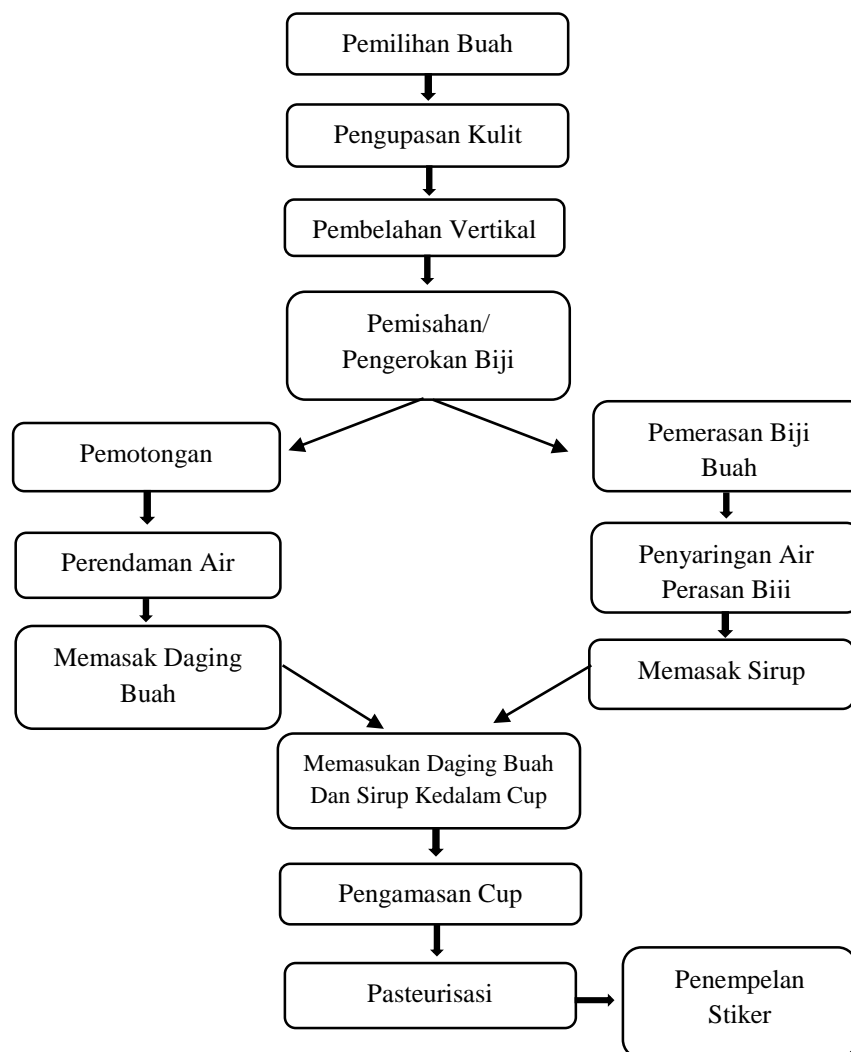 Pemilihan Buah
Pengupasan Kulit
Pembelahan Vertikal
Pemisahan/
Pengerokan Biji
Pemotongan
Perendaman Air
Memasak Daging
Buah
Pemerasan Biji
Buah
Penyaringan Air
Perasan Biji
Memasak Sirup
Memasukan Daging Buah
Dan Sirup Kedalam Cup
Pengamasan Cup
Pasteurisasi
Penempelan
Stiker